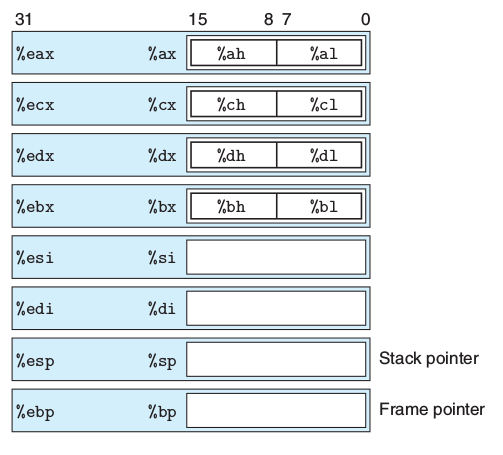 31 15 8 7 0
%eax %ax %ah %al
%ecx %cx %ch %cl
%edx %dx %dh %dl
%ebx %bx %bh %bl
%esi %si
%edi %di
%esp %sp Stack pointer
%ebp %bp Frame pointer